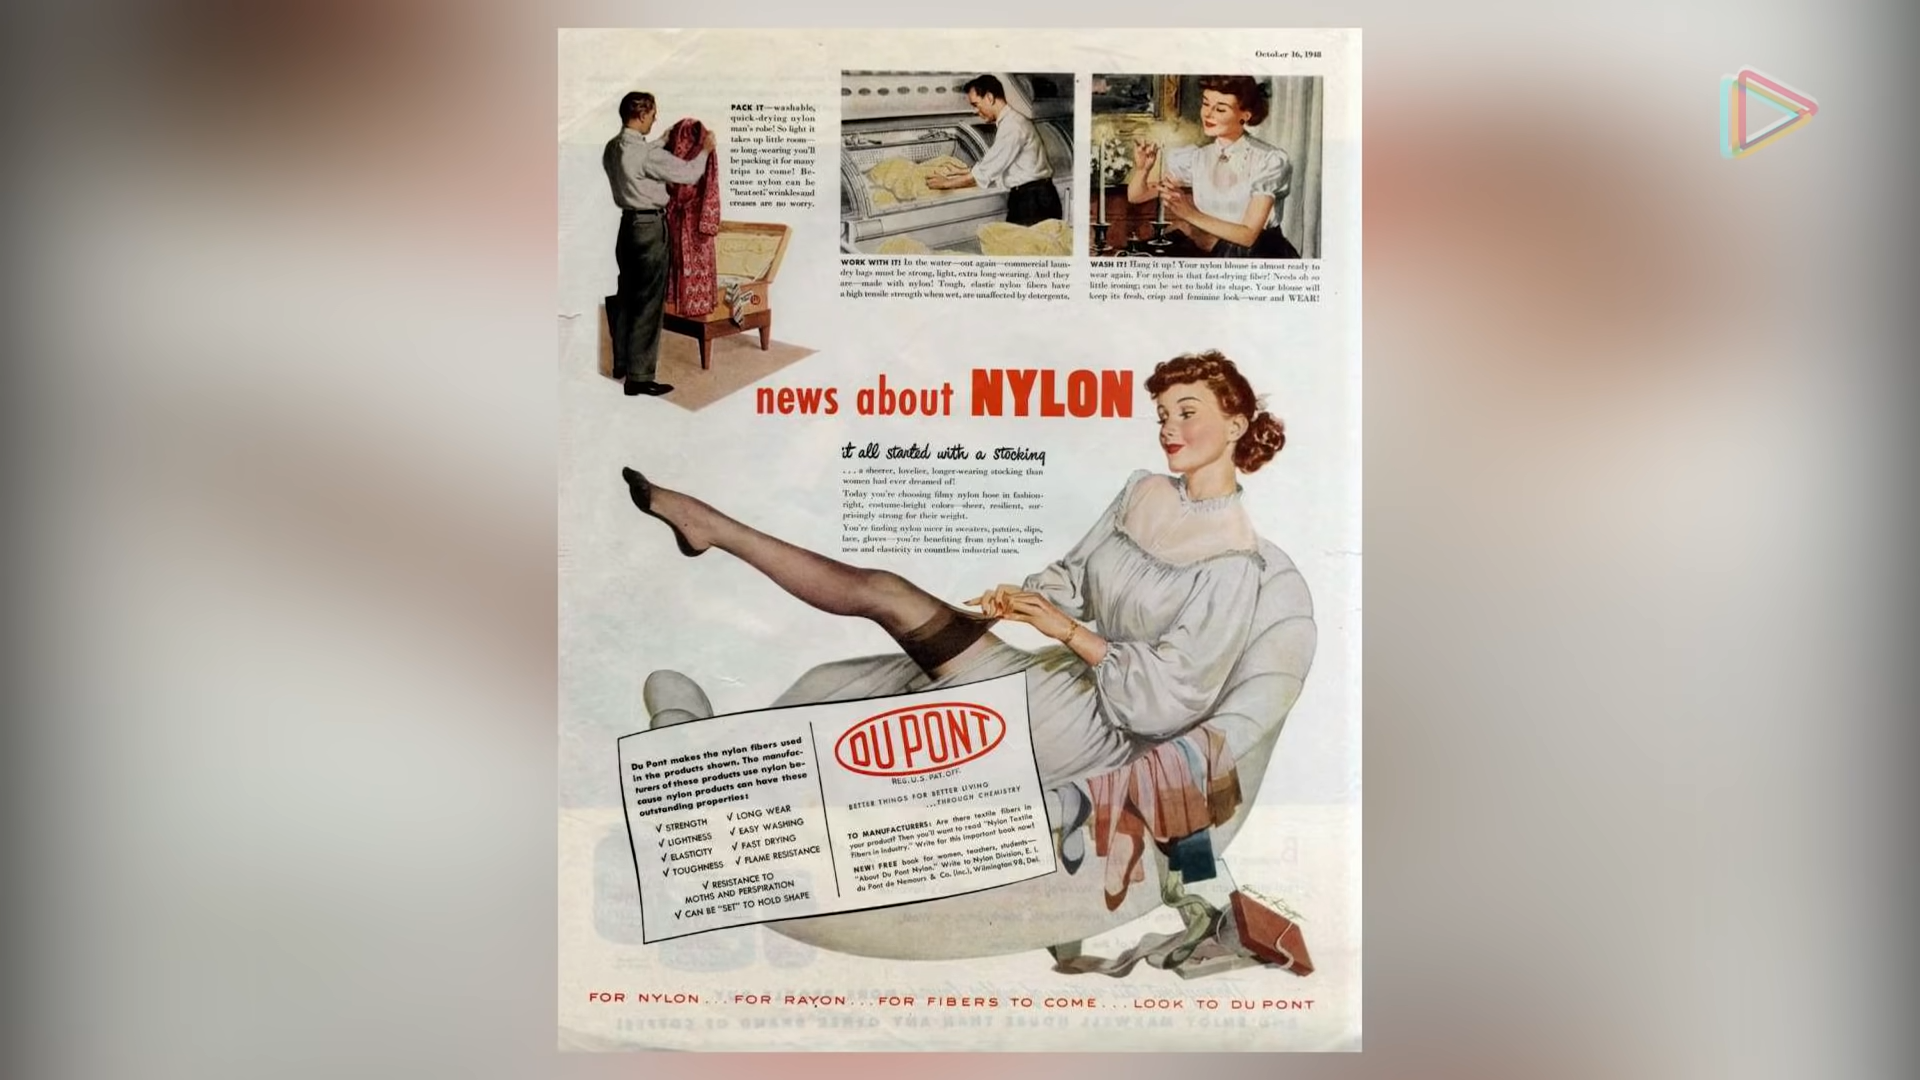 October 16, 1948
PACK IT—washable,
quick-drying nylon
man's robe! So light it
takes up little room—
so long-wearing you'll
be packing it for many
trips to come! Be-
cause nylon can be
"heat set," wrinkles and
creases are no worry.
WORK WITH IT! In the water—out again—commercial laun-
dry bags must be strong, light, extra long-wearing. And they
are—made with nylon! Tough, elastic nylon fibers have
a high tensile strength when wet, are unaffected by detergents.
WASH IT! Hang it up! Your nylon blouse is almost ready to
wear again. For nylon is that fast-drying fiber! Needs oh so
little ironing; can be set to hold its shape. Your blouse will
keep its fresh, crisp and feminine look—wear and WEAR!
news about NYLON
it all started with a stocking
. . . a sheerer, lovelier, longer-wearing stocking than
women had ever dreamed of!
Today you're choosing filmy nylon hose in fashion-
right, costume-bright colors—sheer, resilient, sur-
prisingly strong for their weight.
You're finding nylon nicer in sweaters, panties, slips,
lace, gloves—you're benefiting from nylon's tough-
ness and elasticity in countless industrial uses.
Du Pont makes the nylon fibers used
in the products shown. The manufac-
turers of these products use nylon be-
cause nylon products can have these
outstanding properties:
√ STRENGTH √ LONG WEAR
√ LIGHTNESS √ EASY WASHING
√ ELASTICITY √ FAST DRYING
√ TOUGHNESS √ FLAME RESISTANCE
√ RESISTANCE TO
MOTHS AND PERSPIRATION
√ CAN BE "SET" TO HOLD SHAPE
DU PONT
REG. U.S. PAT. OFF.
BETTER THINGS FOR BETTER LIVING
...THROUGH CHEMISTRY
TO MANUFACTURERS: Are there textile fibers in
your product? Then you'll want to read "Nylon Textile
Fibers in Industry." Write for this important book now!
NEW! FREE book for women, teachers, students—
"About Du Pont Nylon." Write to Nylon Division, E. I.
du Pont de Nemours & Co. (Inc.), Wilmington 98, Del.
FOR NYLON...FOR RAYON...FOR FIBERS TO COME...LOOK TO DU PONT